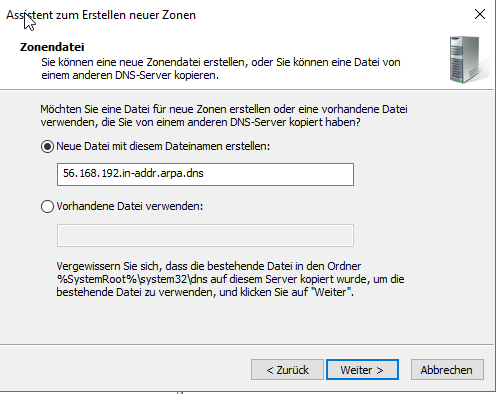 Assistent zum Erstellen neuer Zonen
Zonendatei
Sie können eine neue Zonendatei erstellen, oder Sie können eine Datei von
einem anderen DNS-Server kopieren.
Möchten Sie eine Datei für neue Zonen erstellen oder eine vorhandene Datei
verwenden, die Sie von einem anderen DNS-Server kopiert haben?
Neue Datei mit diesem Dateinamen erstellen:
56.168.192.in-addr.arpa.dns
Vorhandene Datei verwenden:
Vergewissern Sie sich, dass die bestehende Datei in den Ordner
%SystemRoot%\system32\dns auf diesem Server kopiert wurde, um die
bestehende Datei zu verwenden, und klicken Sie auf "Weiter".
< Zurück
Weiter >
Abbrechen